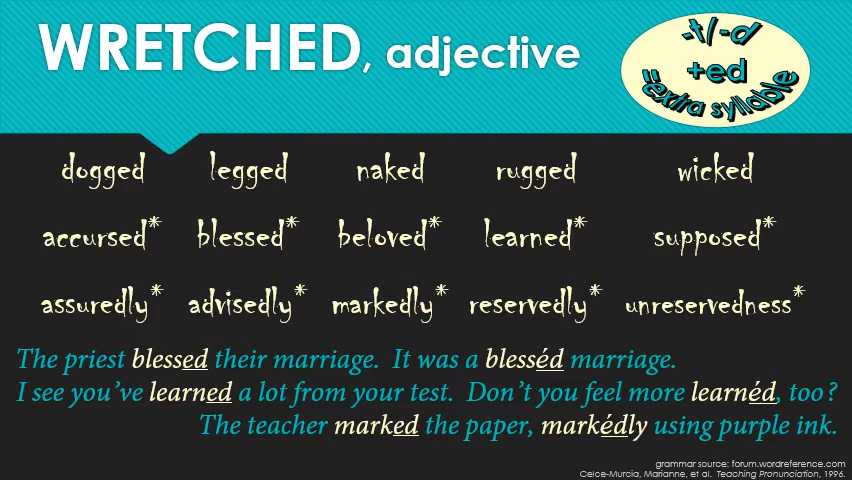 WRETCHED, adjective
-t/-d
+ed
=extra syllable
dogged legged naked rugged wicked
accursed* blessed* beloved* learned* supposed*
assuredly* advisedly* markedly* reservedly* unreservedness*
The priest blessed their marriage. It was a blesséd marriage.
I see you've learned a lot from your test. Don't you feel more learnéd, too?
The teacher marked the paper, markédly using purple ink.
grammar source: forum.wordreference.com
Celce-Murcia, Marianne, et al. Teaching Pronunciation, 1996.